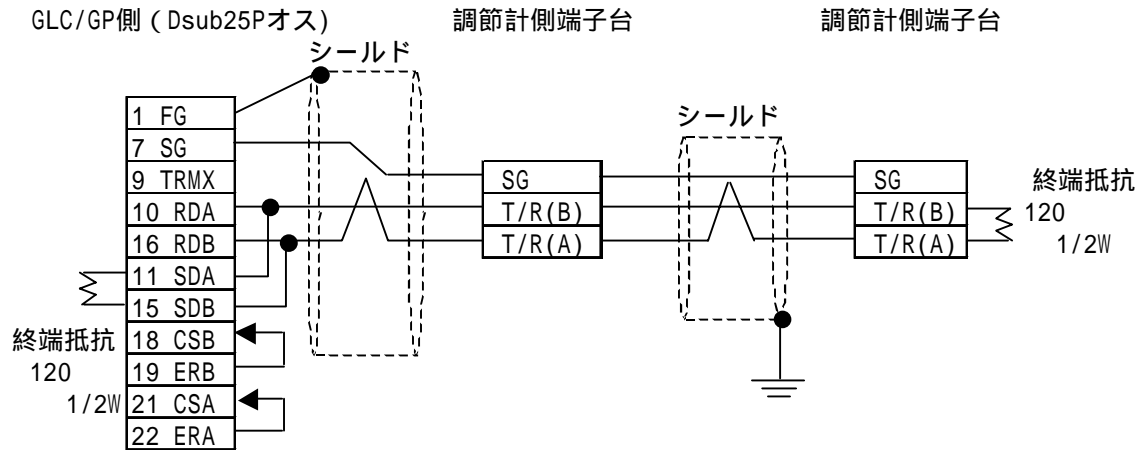 GLC/GP側 ( Dsub25Pオス)
調節計側端子台
調節計側端子台
シールド
シールド
1 FG
7 SG
9 TRMX
10 RDA
16 RDB
11 SDA
15 SDB
18 CSB
19 ERB
21 CSA
22 ERA
終端抵抗
120
1/2W
SG
T/R(B)
T/R(A)
SG
T/R(B)
T/R(A)
終端抵抗
120
1/2W